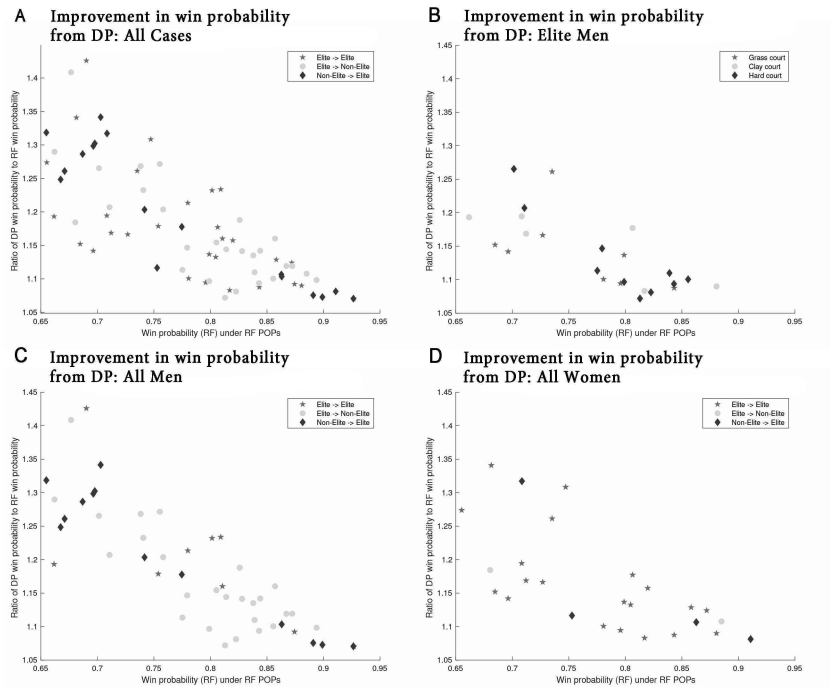 A
Improvement in win probability
from DP: All Cases
Elite -> Elite
Elite -> Non-Elite
Non-Elite -> Elite
Ratio of DP win probability to RF win probability
1.4
1.35
1.3
1.25
1.2
1.15
1.1
1.05
0.65 0.7 0.75 0.8 0.85 0.9 0.95
Win probability (RF) under RF POPs
B
Improvement in win probability
from DP: Elite Men
Grass court
Clay court
Hard court
Ratio of DP win probability to RF win probability
1.45
1.4
1.35
1.3
1.25
1.2
1.15
1.1
1.05
0.65 0.7 0.75 0.8 0.85 0.9 0.95
Win probability (RF) under RF POPs
C
Improvement in win probability
from DP: All Men
Elite -> Elite
Elite -> Non-Elite
Non-Elite -> Elite
Ratio of DP win probability to RF win probability
1.45
1.4
1.35
1.3
1.25
1.2
1.15
1.1
1.05
0.65 0.7 0.75 0.8 0.85 0.9 0.95
Win probability (RF) under RF POPs
D
Improvement in win probability
from DP: All Women
Elite -> Elite
Elite -> Non-Elite
Non-Elite -> Elite
Ratio of DP win probability to RF win probability
1.45
1.4
1.35
1.3
1.25
1.2
1.15
1.1
1.05
0.65 0.7 0.75 0.8 0.85 0.9 0.95
Win probability (RF) under RF POPs